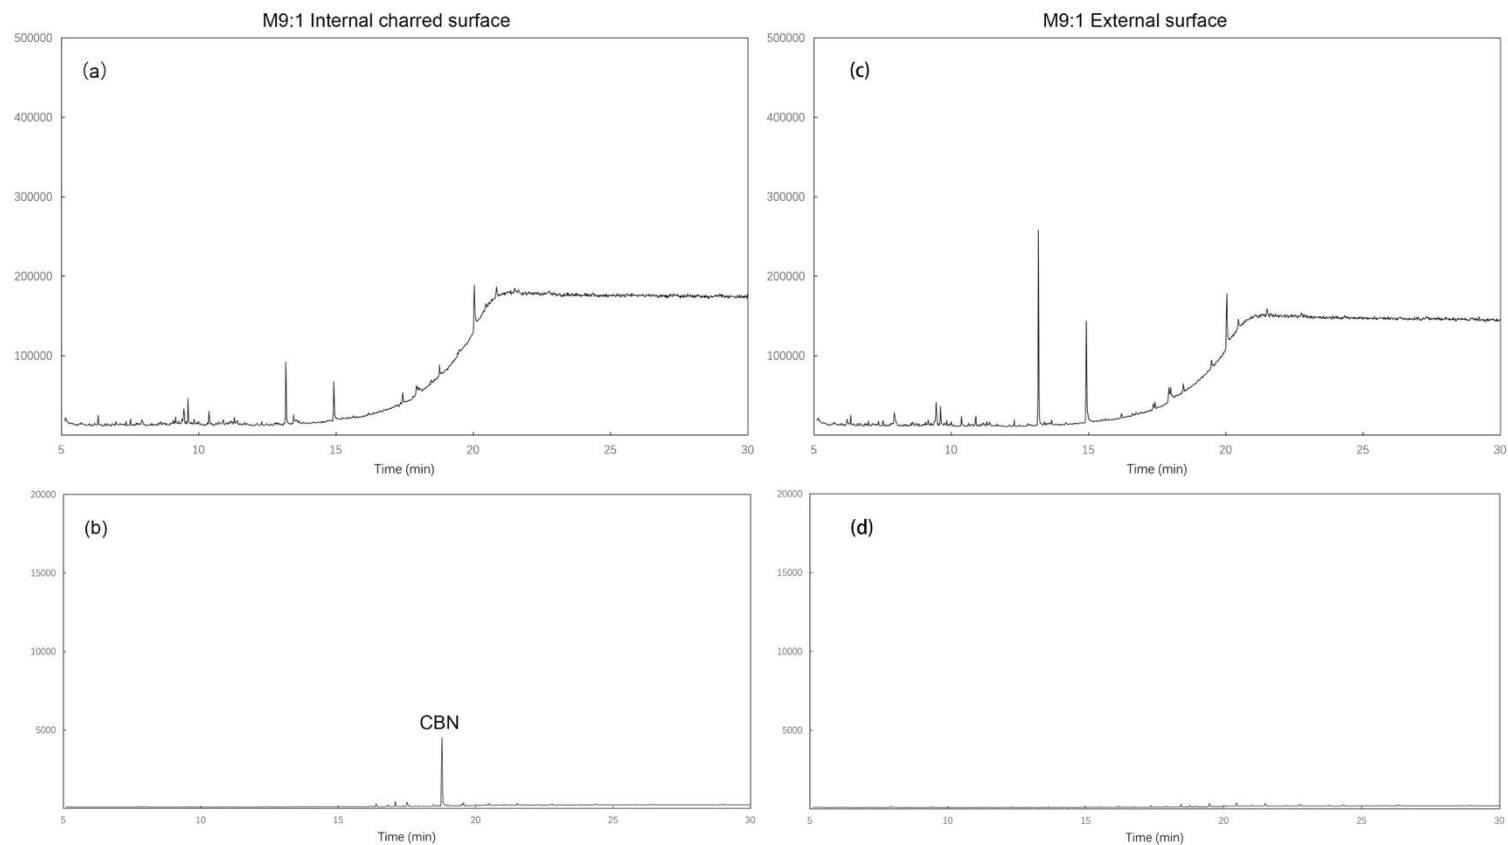 M9:1 Internal charred surface
500000
(a)
400000
300000
200000
100000
5 10 15 20 25 30
Time (min)
M9:1 External surface
500000
(c)
400000
300000
200000
100000
5 10 15 20 25 30
Time (min)
20000
(b)
15000
10000
5000
CBN
5 10 15 20 25 30
Time (min)
20000
(d)
15000
10000
5000
5 10 15 20 25 30
Time (min)